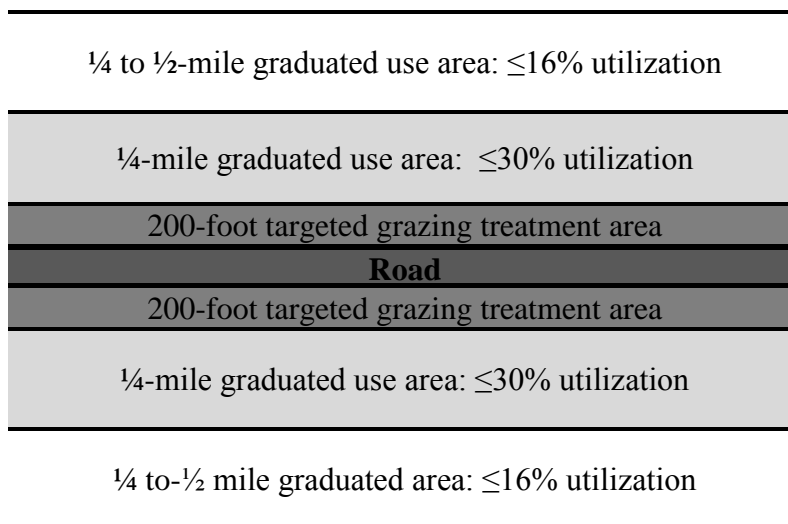 ¼ to ½-mile graduated use area: ≤16% utilization
¼-mile graduated use area:  ≤30% utilization
200-foot targeted grazing treatment area
Road
200-foot targeted grazing treatment area
¼-mile graduated use area: ≤30% utilization
¼ to-½ mile graduated area: ≤16% utilization